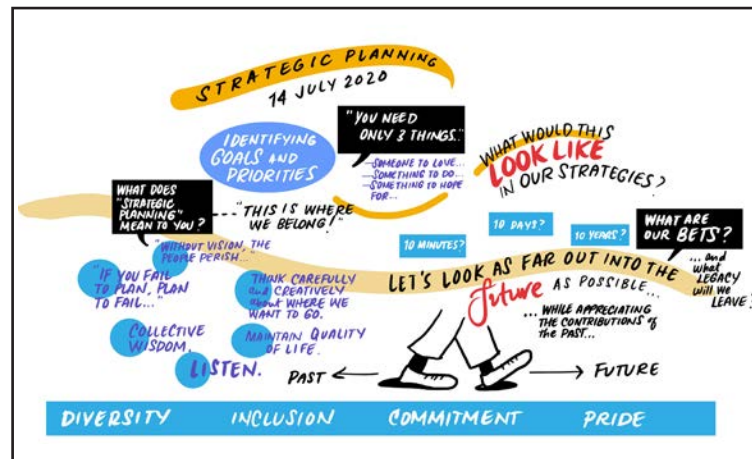 STRATEGIC PLANNING
14 JULY 2020
IDENTIFYING
GOALS AND
PRIORITIES
"YOU NEED
ONLY 3 THINGS."
—SOMEONE TO LOVE...
—SOMETHING TO DO...
—SOMETHING TO HOPE
FOR...
WHAT WOULD THIS
LOOK LIKE
IN OUR STRATEGIES?
WHAT DOES
"STRATEGIC
PLANNING"
MEAN TO YOU?
"THIS IS WHERE
WE BELONG!"
"WITHOUT VISION, THE
PEOPLE PERISH..."
"IF YOU FAIL
TO PLAN, PLAN
TO FAIL..."
THINK CAREFULLY
and CREATIVELY
about WHERE WE
WANT TO GO.
COLLECTIVE
WISDOM.
MAINTAIN QUALITY
OF LIFE.
LISTEN.
10 MINUTES?
10 DAYS?
10 YEARS?
WHAT ARE
OUR BETS?
... and
what
LEGACY
will we
LEAVE?
LET'S LOOK AS FAR OUT INTO THE
future AS POSSIBLE...
...WHILE APPRECIATING
THE CONTRIBUTIONS of
the PAST...
PAST
FUTURE
DIVERSITY
INCLUSION
COMMITMENT
PRIDE